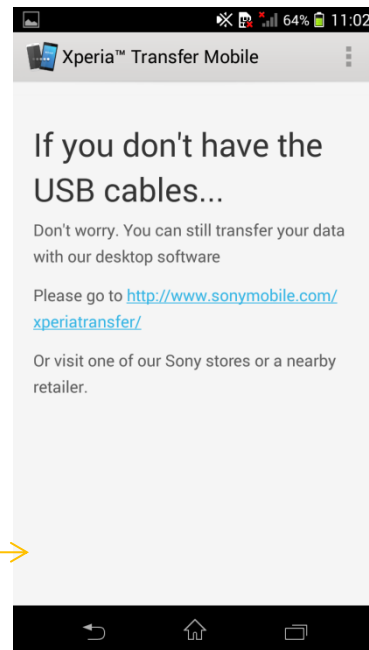 64% 11:02
Xperia™ Transfer Mobile
If you don't have the
USB cables...
Don't worry. You can still transfer your data
with our desktop software
Please go to http://www.sonymobile.com/
xperiatransfer/
Or visit one of our Sony stores or a nearby
retailer.